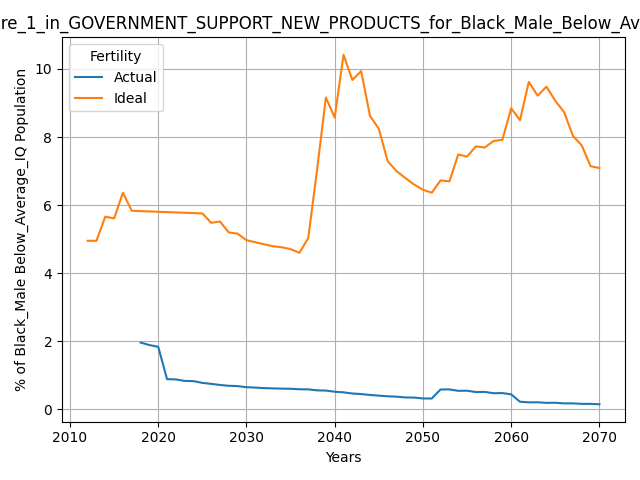 re_1_in_GOVERNMENT_SUPPORT_NEW_PRODUCTS_for_Black_Male_Below_Av
Fertility
Actual
Ideal
% of Black_Male Below_Average_IQ Population
10
8
6
4
2
0
2010 2020 2030 2040 2050 2060 2070
Years